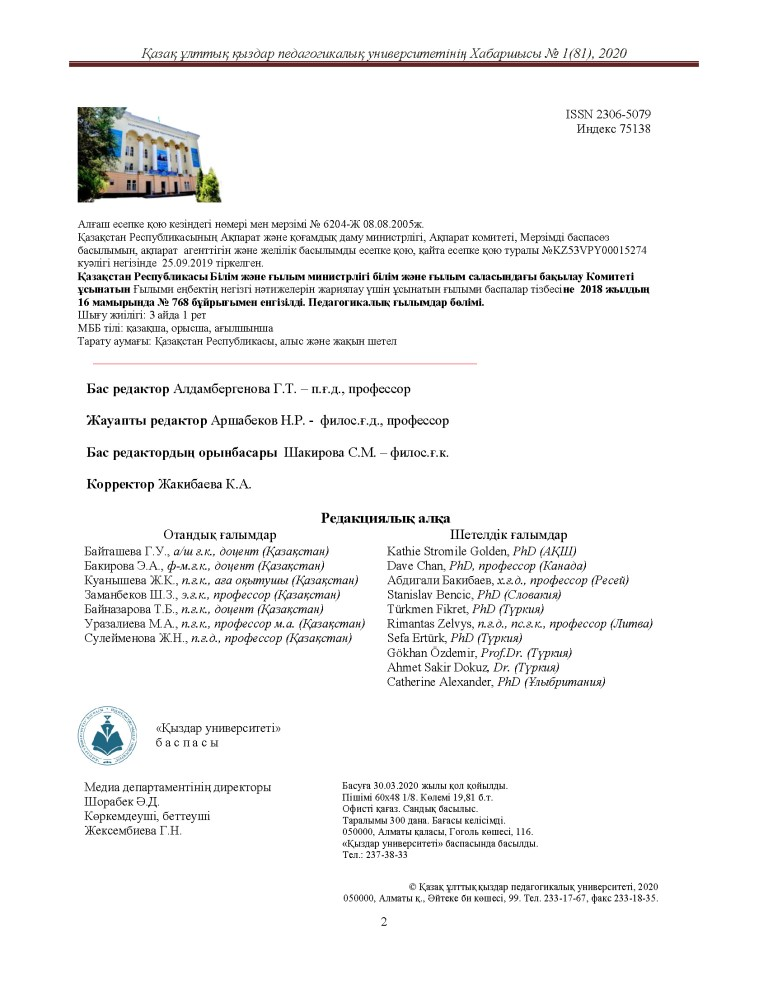 Қазақ ұлттық қыздар педагогикалық университетінің Хабаршысы № 1(81), 2020
ISSN 2306-5079
Индекс 75138
Алғаш есепке қою кезіндегі нөмері мен мерзімі № 6204-Ж 08.08.2005ж.
Қазақстан Республикасының Ақпарат және қоғамдық даму министрлігі, Ақпарат комитеті, Мерзімді баспасөз
басылымын, ақпарат агенттігін және желілік басылымды есепке қою, қайта есепке қою туралы №KZ53VPY00015274
куәлігі негізінде 25.09.2019 тіркелген.
Қазақстан Республикасы Білім және ғылым министрлігі білім және ғылым саласындағы бақылау Комитеті
ұсынатын Ғылыми еңбектің негізгі нәтижелерін жариялау үшін ұсынатын ғылыми баспалар тізбесіне 2018 жылдың
16 мамырында № 768 бұйрығымен енгізілді. Педагогикалық ғылымдар бөлімі.
Шығу жиілігі: 3 айда 1 рет
МББ тілі: қазақша, орысша, ағылшынша
Тарату аумағы: Қазақстан Республикасы, алыс және жақын шетел
Бас редактор Алдамбергенова Г.Т. – п.ғ.д., профессор
Жауапты редактор Аршабеков Н.Р. - филос.ғ.д., профессор
Бас редактордың орынбасары Шакирова С.М. – филос.ғ.к.
Корректор Жакибаева К.А.
Редакциялық алқа
Отандық ғалымдар
Байташева Г.У., а/ш ғ.к., доцент (Қазақстан)
Бакирова Э.А., ф-м.ғ.к., доцент (Қазақстан)
Куанышева Ж.К., п.ғ.к., аға оқытушы (Қазақстан)
Заманбеков Ш.З., э.ғ.к., профессор (Қазақстан)
Байназарова Т.Б., п.ғ.к., доцент (Қазақстан)
Уразалиева М.А., п.ғ.к., профессор м.а. (Қазақстан)
Сулейменова Ж.Н., п.ғ.д., профессор (Қазақстан)
Шетелдік ғалымдар
Kathie Stromile Golden, PhD (АҚШ)
Dave Chan, PhD, профессор (Канада)
Абдигали Бакибаев, х.ғ.д., профессор (Ресей)
Stanislav Bencic, PhD (Словакия)
Türkmen Fikret, PhD (Түркия)
Rimantas Zelvys, п.ғ.д., пс.ғ.к., профессор (Литва)
Sefa Ertürk, PhD (Түркия)
Gökhan Özdemir, Prof.Dr. (Түркия)
Ahmet Sakir Dokuz, Dr. (Түркия)
Catherine Alexander, PhD (Ұлыбритания)
«Қыздар университеті»
баспасы
Медиа департаментінің директоры
Шорабек Ә.Д.
Көркемдеуші, беттеуші
Жексембиева Г.Н.
Басуға 30.03.2020 жылы қол қойылды.
Пішімі 60х48 1/8. Көлемі 19,81 б.т.
Офисті қағаз. Сандық басылыс.
Таралымы 300 дана. Бағасы келісімді.
050000, Алматы қаласы, Гоголь көшесі, 116.
«Қыздар университеті» баспасында басылды.
Тел.: 237-38-33
© Қазақ ұлттық қыздар педагогикалық университеті, 2020
050000, Алматы қ., Әйтеке би көшесі, 99. Тел. 233-17-67, факс 233-18-35.
2